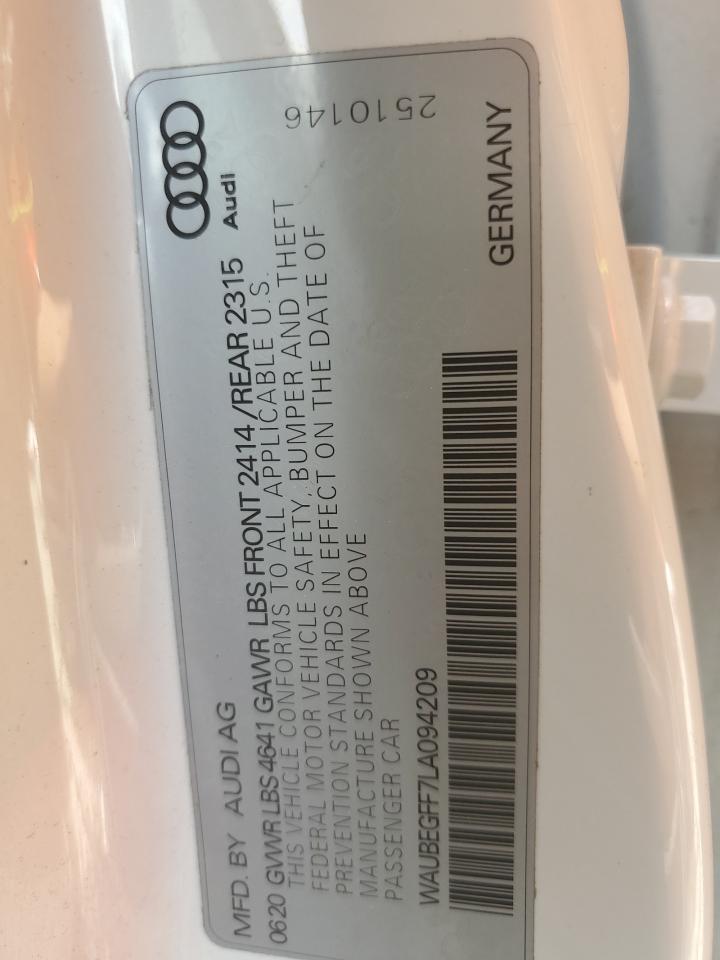 MFD. BY AUDI AG
Audi
0620 GVWR LBS 4641 GAWR LBS FRONT 2414 /REAR 2315
THIS VEHICLE CONFORMS TO ALL APPLICABLE U.S.
FEDERAL MOTOR VEHICLE SAFETY, BUMPER AND THEFT
PREVENTION STANDARDS IN EFFECT ON THE DATE OF
MANUFACTURE SHOWN ABOVE
PASSENGER CAR
2510146
WAUBEGFF7LA094209
GERMANY